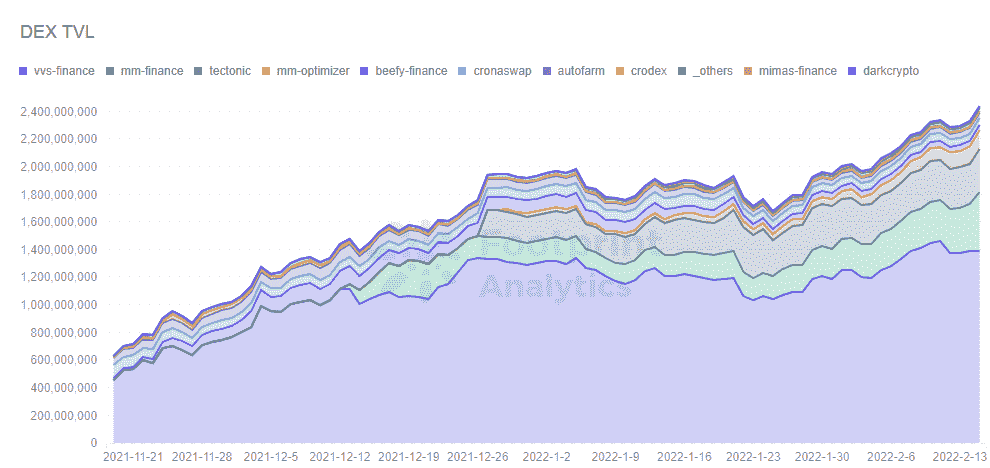 DEX TVL
vvs-finance mm-finance tectonic mm-optimizer beefy-finance cronaswap autofarm crodex _others mimas-finance darkcrypto
2,400,000,000
2,200,000,000
2,000,000,000
1,800,000,000
1,600,000,000
1,400,000,000
1,200,000,000
1,000,000,000
800,000,000
600,000,000
400,000,000
200,000,000
0
Footprint
Analytics
2021-11-21 2021-11-28 2021-12-5 2021-12-12 2021-12-19 2021-12-26 2022-1-2 2022-1-9 2022-1-16 2022-1-23 2022-1-30 2022-2-6 2022-2-13